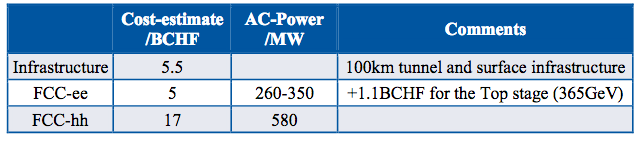 Cost-estimate /BCHF AC-Power /MW Comments
Infrastructure 5.5 100km tunnel and surface infrastructure
FCC-ee 5 260-350 +1.1BCHF for the Top stage (365GeV)
FCC-hh 17 580